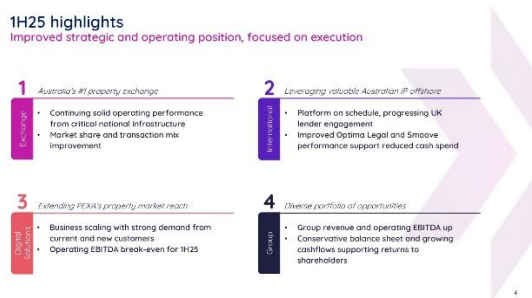 1H25 highlights
Improved strategic and operating position, focused on execution
1
Australia's #1 property exchange
Exchange
• Continuing solid operating performance
from critical national infrastructure
• Market share and transaction mix
improvement
2
Leveraging valuable Australian IP offshore
International
• Platform on schedule, progressing UK
lender engagement
• Improved Optima Legal and Smoove
performance support reduced cash spend
3
Extending PEXA's property market reach
Digital
Solutions
• Business scaling with strong demand from
current and new customers
• Operating EBITDA break-even for 1H25
4
Diverse portfolio of opportunities
Group
• Group revenue and operating EBITDA up
• Conservative balance sheet and growing
cashflows supporting returns to
shareholders
4